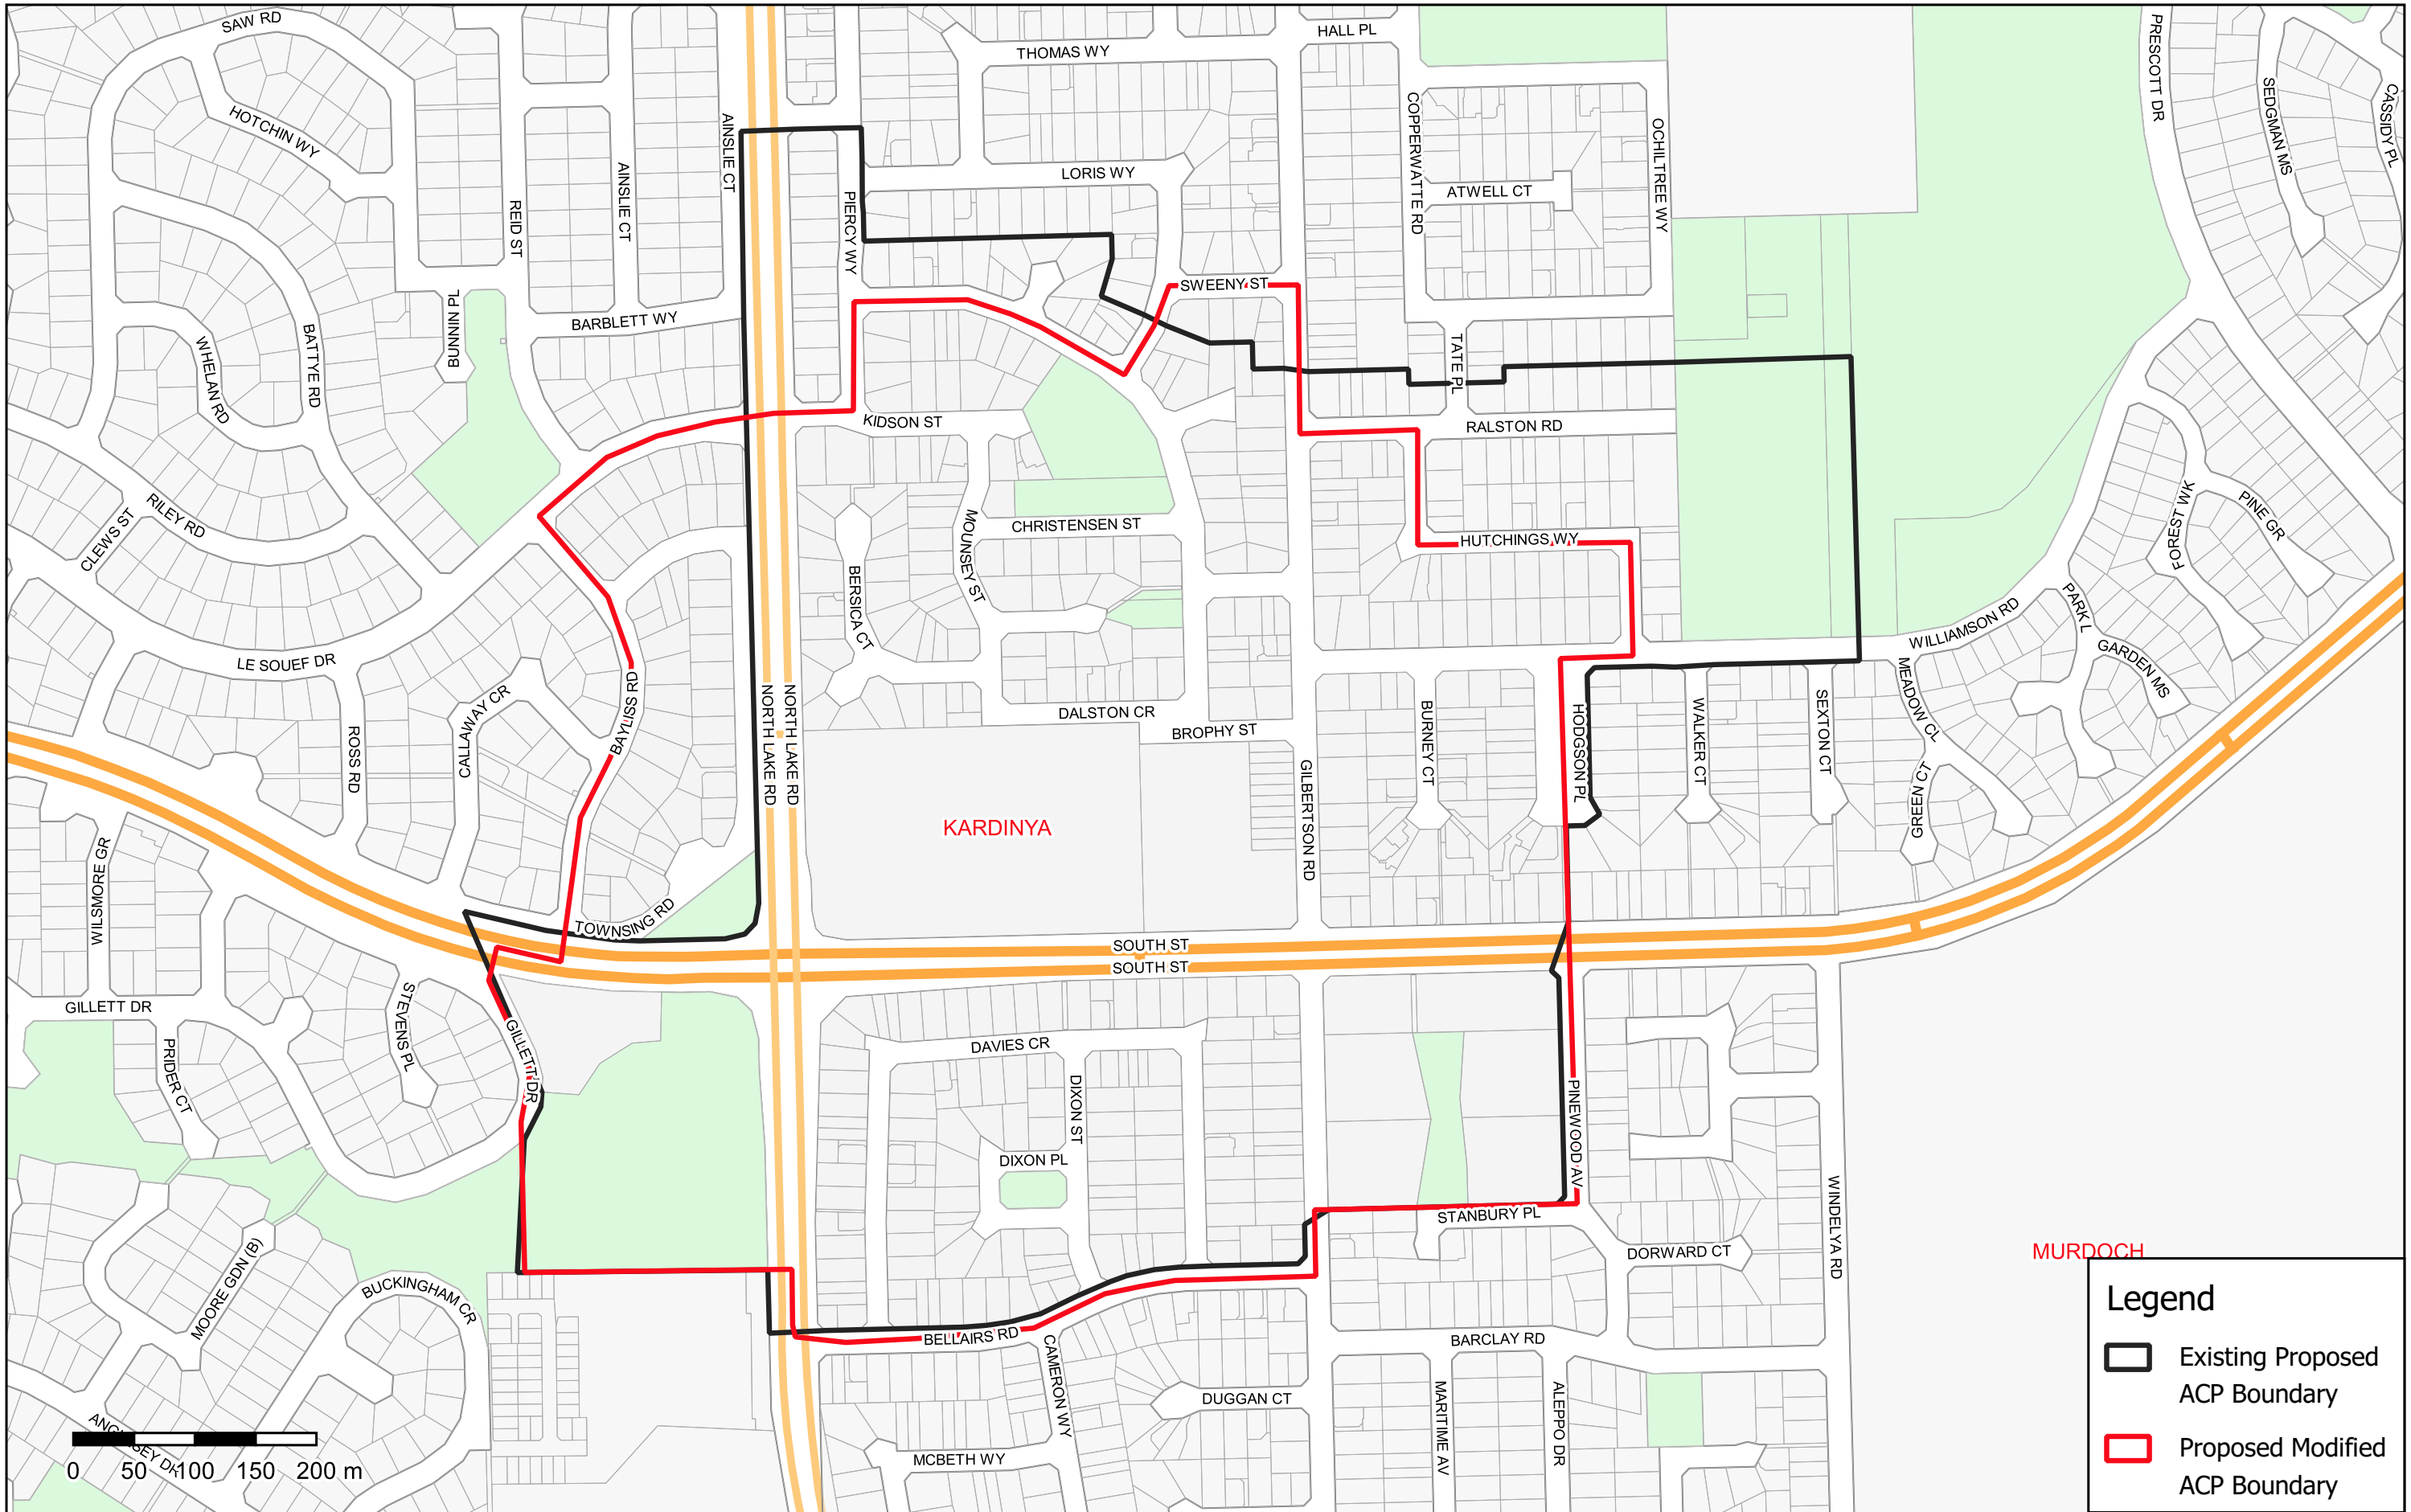 SAW RD
THOMAS WY
HALL PL
PRESCOTT DR
SEDGMAN MS
CASSIDY PL
HOTCHIN WY
AINSLIE CT
AINSLIE CT
COPPERWATTE RD
OCHILTREE WY
LORIS WY
ATWELL CT
REID ST
PIERCY WY
SWEENY ST
BUNNIN PL
BARBLETT WY
TATE PL
WHELAN RD
BATTYE RD
KIDSON ST
RALSTON RD
RILEY RD
CLEWS ST
MOUNSEY ST
CHRISTENSEN ST
HUTCHINGS WY
FOREST WK
PINE GR
BERSICA CT
WILLIAMSON RD
PARK L
GARDEN MS
LE SOUEF DR
CALLAWAY CR
BAYLISS RD
NORTH LAKE RD
NORTH LAKE RD
DALSTON CR
BROPHY ST
BURNEY CT
HODGSON PL
WALKER CT
SEXTON CT
MEADOW CL
GREEN CT
ROSS RD
GILBERTSON RD
KARDINYA
WILSMORE GR
TOWNSING RD
SOUTH ST
SOUTH ST
GILLETT DR
STEVENS PL
GILLETT DR
PRIDER CT
DAVIES CR
DIXON ST
DIXON PL
PINEWOOD AV
STANBURY PL
WINDELYA RD
DORWARD CT
MURDOCH
MOORE GDN (B)
BUCKINGHAM CR
BELLAIRS RD
CAMERON WY
BARCLAY RD
DUGGAN CT
MARITIME AV
ALEPPO DR
MCBETH WY
0 50 100 150 200 m
Legend
Existing Proposed
ACP Boundary
Proposed Modified
ACP Boundary